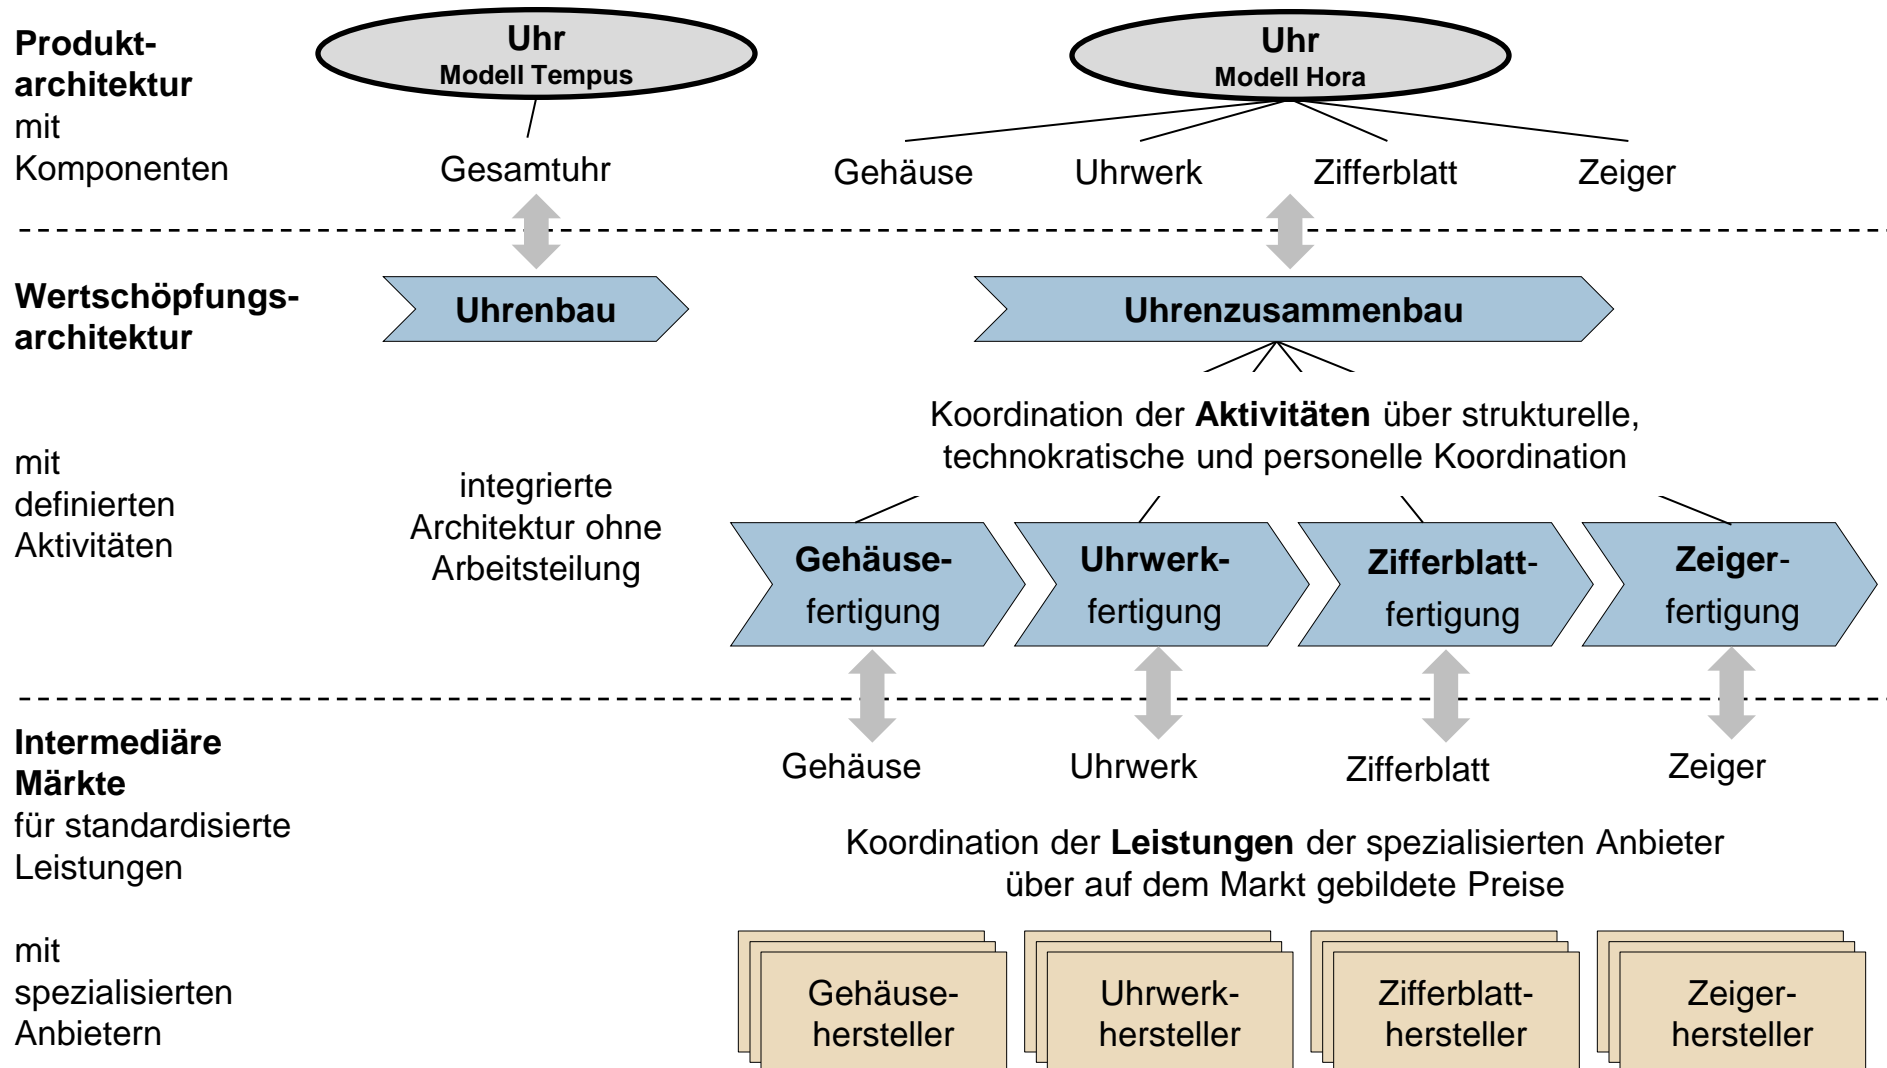 Produkt-
architektur
mit
Komponenten
Uhr
Modell Tempus
Uhr
Modell Hora
Gesamtuhr
Gehäuse
Uhrwerk
Zifferblatt
Zeiger
Wertschöpfungs-
architektur
Uhrenbau
Uhrenzusammenbau
mit
definierten
Aktivitäten
integrierte
Architektur ohne
Arbeitsteilung
Koordination der Aktivitäten über strukturelle,
technokratische und personelle Koordination
Gehäuse-
fertigung
Uhrwerk-
fertigung
Zifferblatt-
fertigung
Zeiger-
fertigung
Intermediäre
Märkte
für standardisierte
Leistungen
Gehäuse
Uhrwerk
Zifferblatt
Zeiger
Koordination der Leistungen der spezialisierten Anbieter
über auf dem Markt gebildete Preise
mit
spezialisierten
Anbietern
Gehäuse-
hersteller
Uhrwerk-
hersteller
Zifferblatt-
hersteller
Zeiger-
hersteller